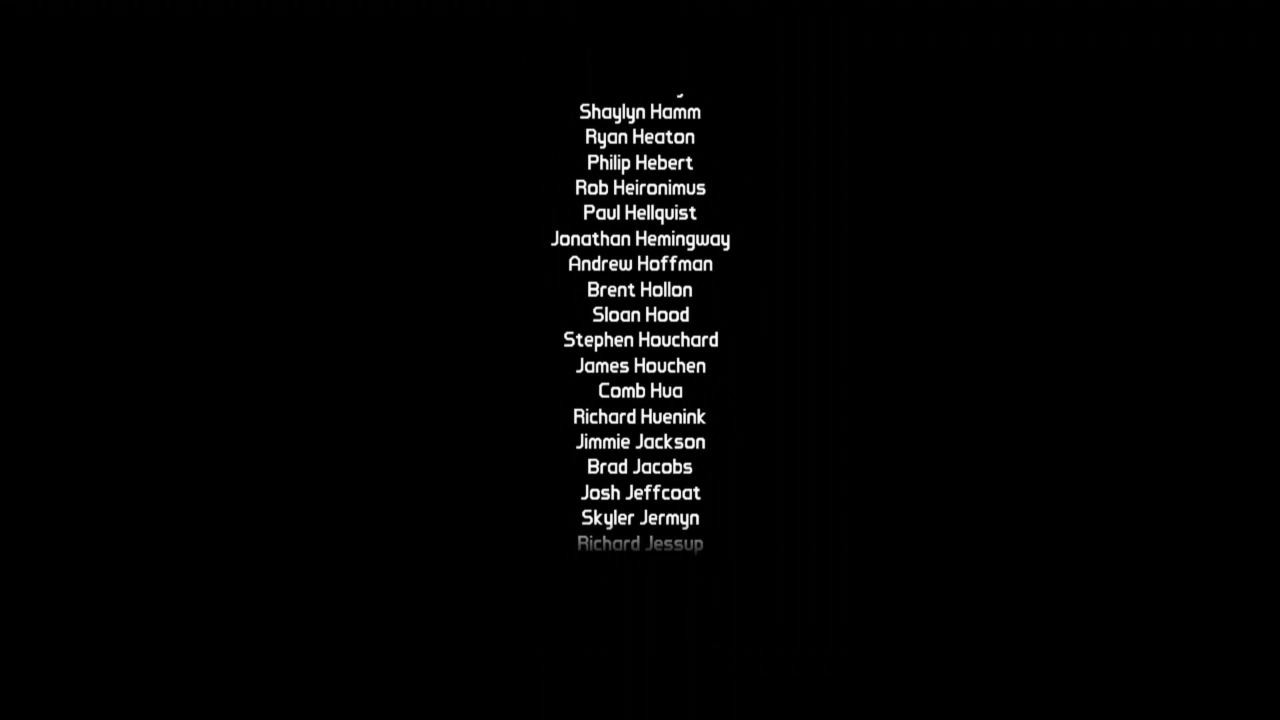 Shaylyn Hamm
Ryan Heaton
Philip Hebert
Rob Heironimus
Paul Hellquist
Jonathan Hemingway
Andrew Hoffman
Brent Hollon
Sloan Hood
Stephen Houchard
James Houchen
Comb Hua
Richard Huenink
Jimmie Jackson
Brad Jacobs
Josh Jeffcoat
Skyler Jermyn
Richard Jessup